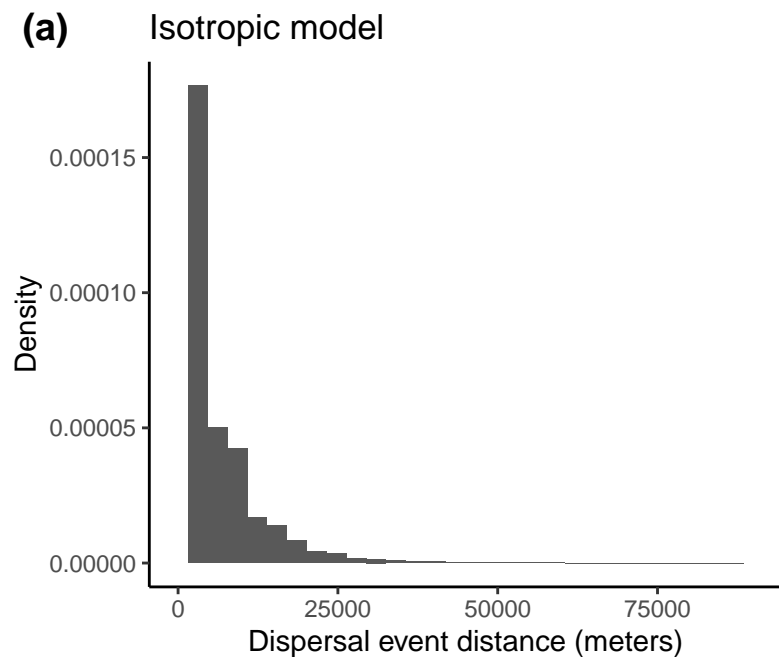 (a) Isotropic model
0.00015
0.00010
0.00005
0.00000
Density
0 25000 50000 75000
Dispersal event distance (meters)